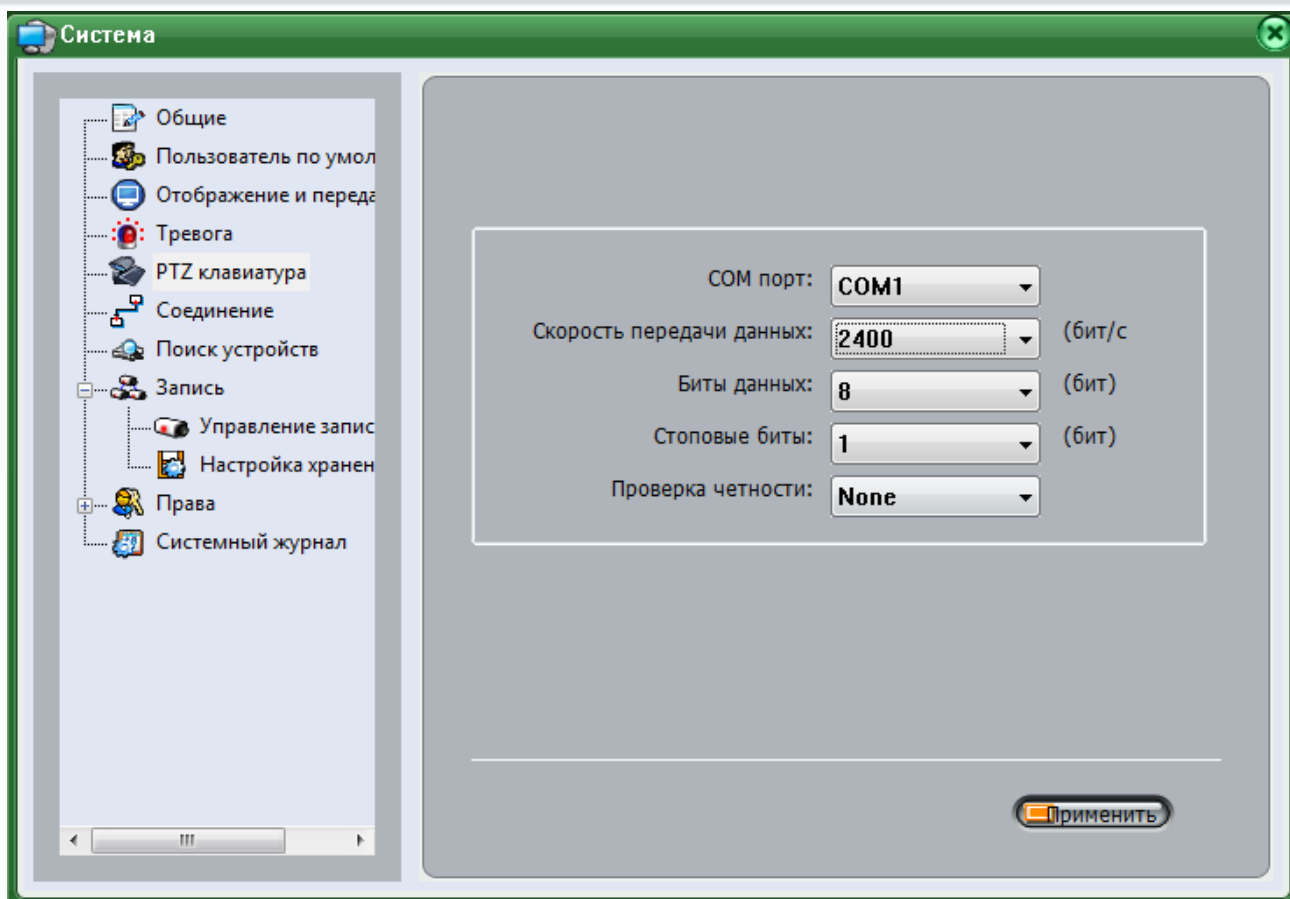 Система
Общие
Пользователь по умол
Отображение и переда
Тревога
PTZ клавиатура
Соединение
Поиск устройств
Запись
Управление запис
Настройка хранен
Права
Системный журнал
COM порт: COM1
Скорость передачи данных: 2400 (бит/с
Биты данных: 8 (бит)
Стоповые биты: 1 (бит)
Проверка четности: None
Применить